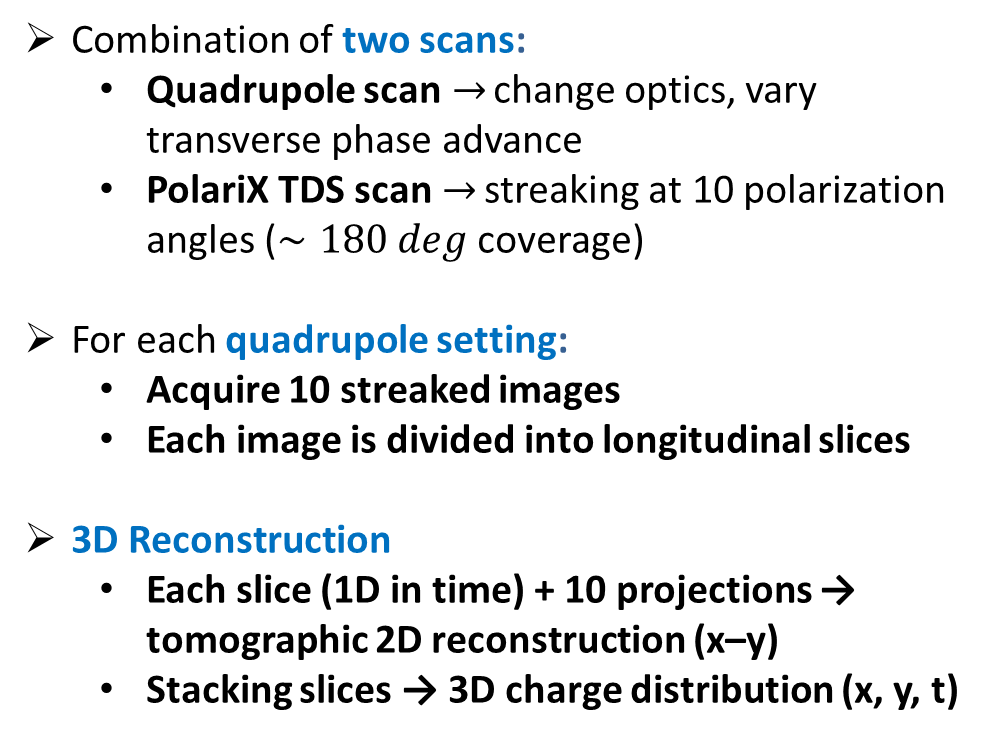 ➢ Combination of two scans:
• Quadrupole scan → change optics, vary
transverse phase advance
• PolariX TDS scan → streaking at 10 polarization
angles (~ 180 deg coverage)
➢ For each quadrupole setting:
• Acquire 10 streaked images
• Each image is divided into longitudinal slices
➢ 3D Reconstruction
• Each slice (1D in time) + 10 projections →
tomographic 2D reconstruction (x–y)
• Stacking slices → 3D charge distribution (x, y, t)